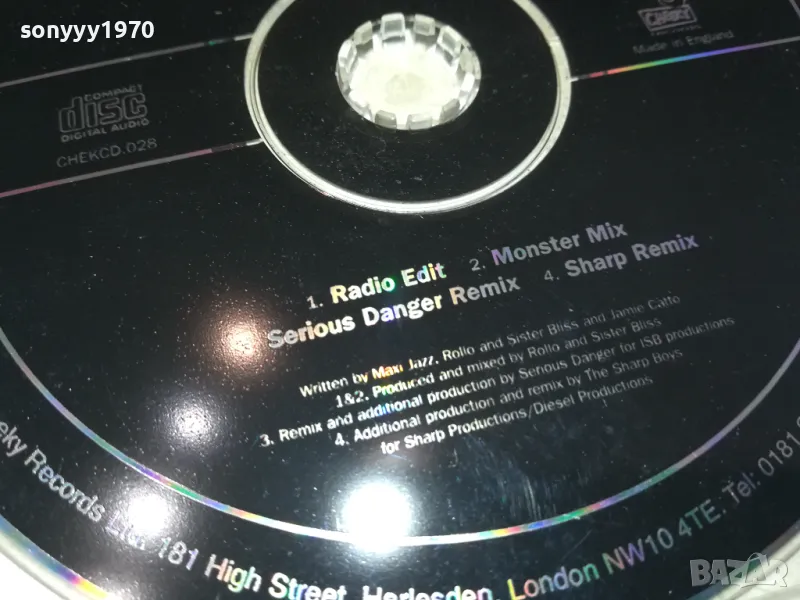 sonyyy1970
CHEKY
Made in England
COMPACT
disc
DIGITAL AUDIO
CHEKCD.028
1. Radio Edit 2. Monster Mix
Serious Danger Remix 4. Sharp Remix
Written by Maxi Jazz, Rollo and Sister Bliss and Jamie Catto
1&2. Produced and mixed by Rollo and Sister Bliss
3. Remix and additional production by Serious Danger for ISB productions
4. Additional production and remix by The Sharp Boys
for Sharp Productions/Diesel Productions
eky Records Ltd, 181 High Street, Harlesden, London NW10 4TE. Tel: 0181
BAZAR